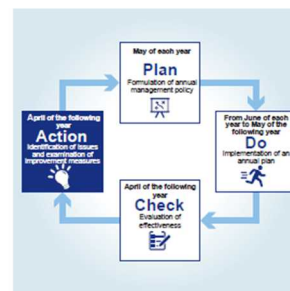 May of each year
Plan
Formulation of annual
management policy
From June of each
year to May of the
following year
Do
Implementation of an
annual plan
April of the following
year
Check
Evaluation of
effectiveness
April of the following
year
Action
Identification of issues
and examination of
improvement measures